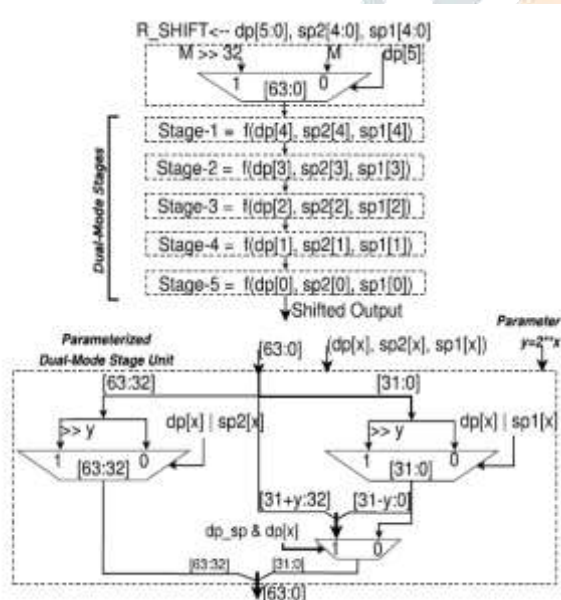 R_SHIFT<-- dp[5:0], sp2[4:0], sp1[4:0]
M >> 32 M dp[5]
1 [63:0] 0
Stage-1 = f(dp[4], sp2[4], sp1[4])
Stage-2 = f(dp[3], sp2[3], sp1[3])
Stage-3 = f(dp[2], sp2[2], sp1[2])
Stage-4 = f(dp[1], sp2[1], sp1[1])
Stage-5 = f(dp[0], sp2[0], sp1[0])
Dual-Mode Stages
Shifted Output
Parameterized
Dual-Mode Stage Unit
[63:0]
(dp[x], sp2[x], sp1[x])
Parameter
y=2**x
[63:32] [31:0]
>> y dp[x] | sp2[x] >> y dp[x] | sp1[x]
1 [63:32] 0 1 [31:0] 0
[31+y:32] [31-y:0]
dp_sp & dp[x] 1 0
[63:32] [31:0]
[63:0]